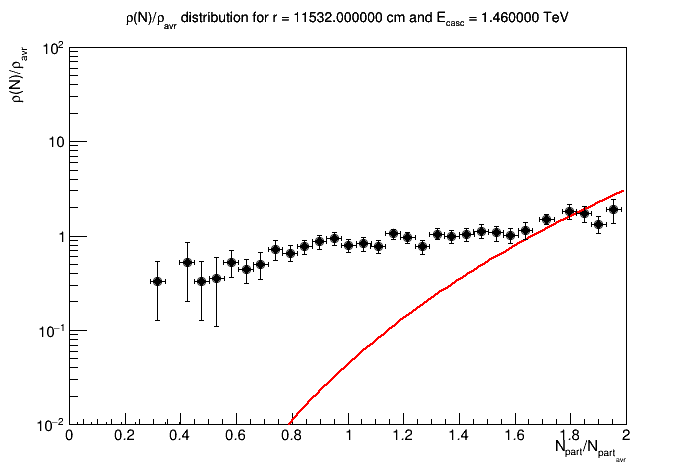 ρ(N)/ρavr distribution for r = 11532.000000 cm and Ecasc = 1.460000 TeV
ρ(N)/ρavr
10²
10
1
10⁻¹
10⁻²
0 0.2 0.4 0.6 0.8 1 1.2 1.4 1.6 1.8 2
Npart/Npartavr